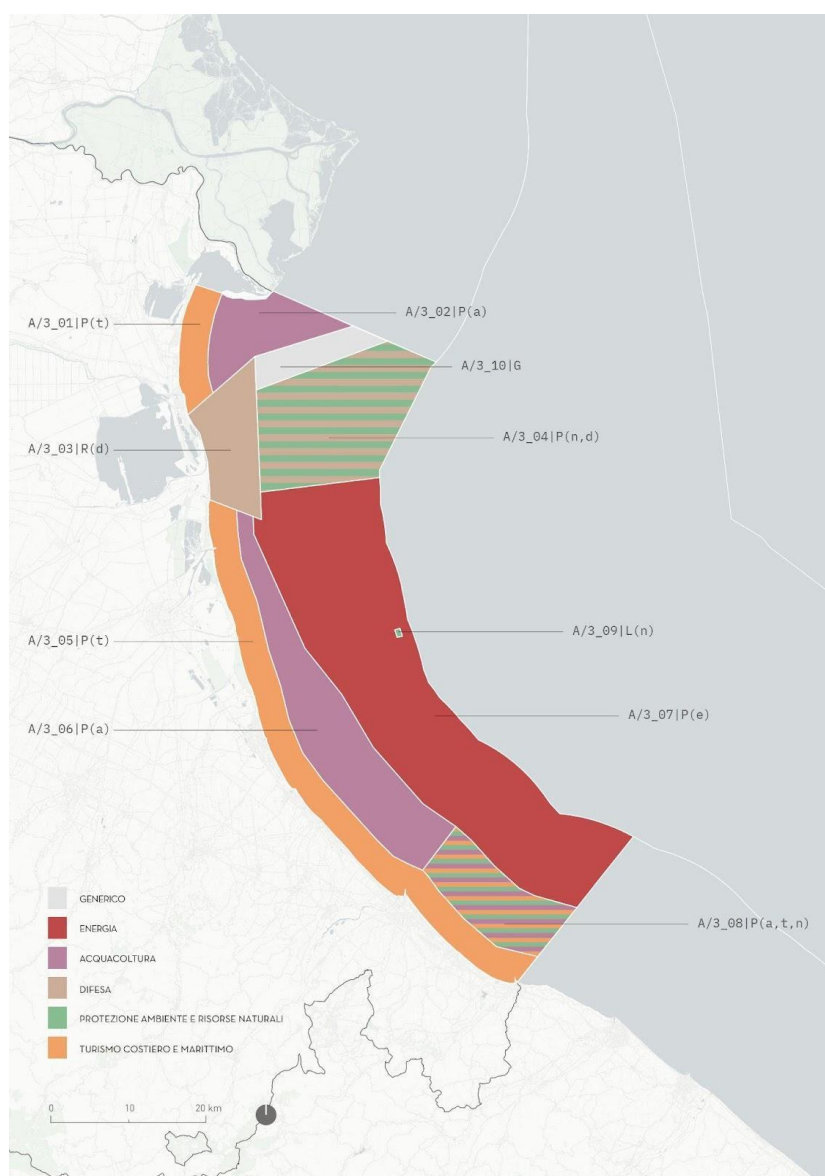 A/3_02|P(a)
A/3_01|P(t)
A/3_10|G
A/3_04|P(n,d)
A/3_03|R(d)
A/3_09|L(n)
A/3_05|P(t)
A/3_07|P(e)
A/3_06|P(a)
GENERICO
A/3_08|P(a,t,n)
ENERGIA
ACQUACOLTURA
DIFESA
PROTEZIONE AMBIENTE E RISORSE NATURALI
TURISMO COSTIERO E MARITTIMO
0 10 20 km